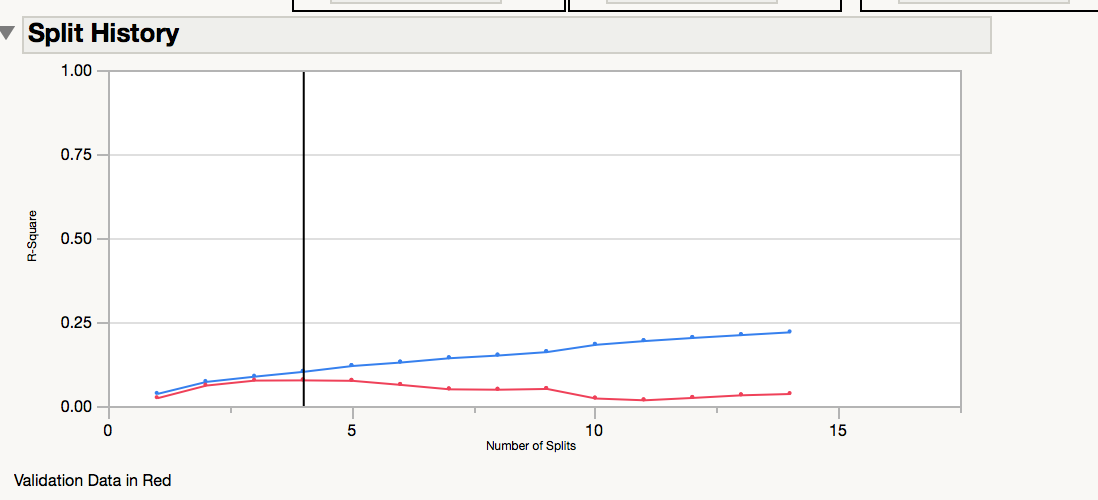 Split History
1.00
0.75
0.50
0.25
0.00
R-Square
0 5 10 15
Number of Splits
Validation Data in Red